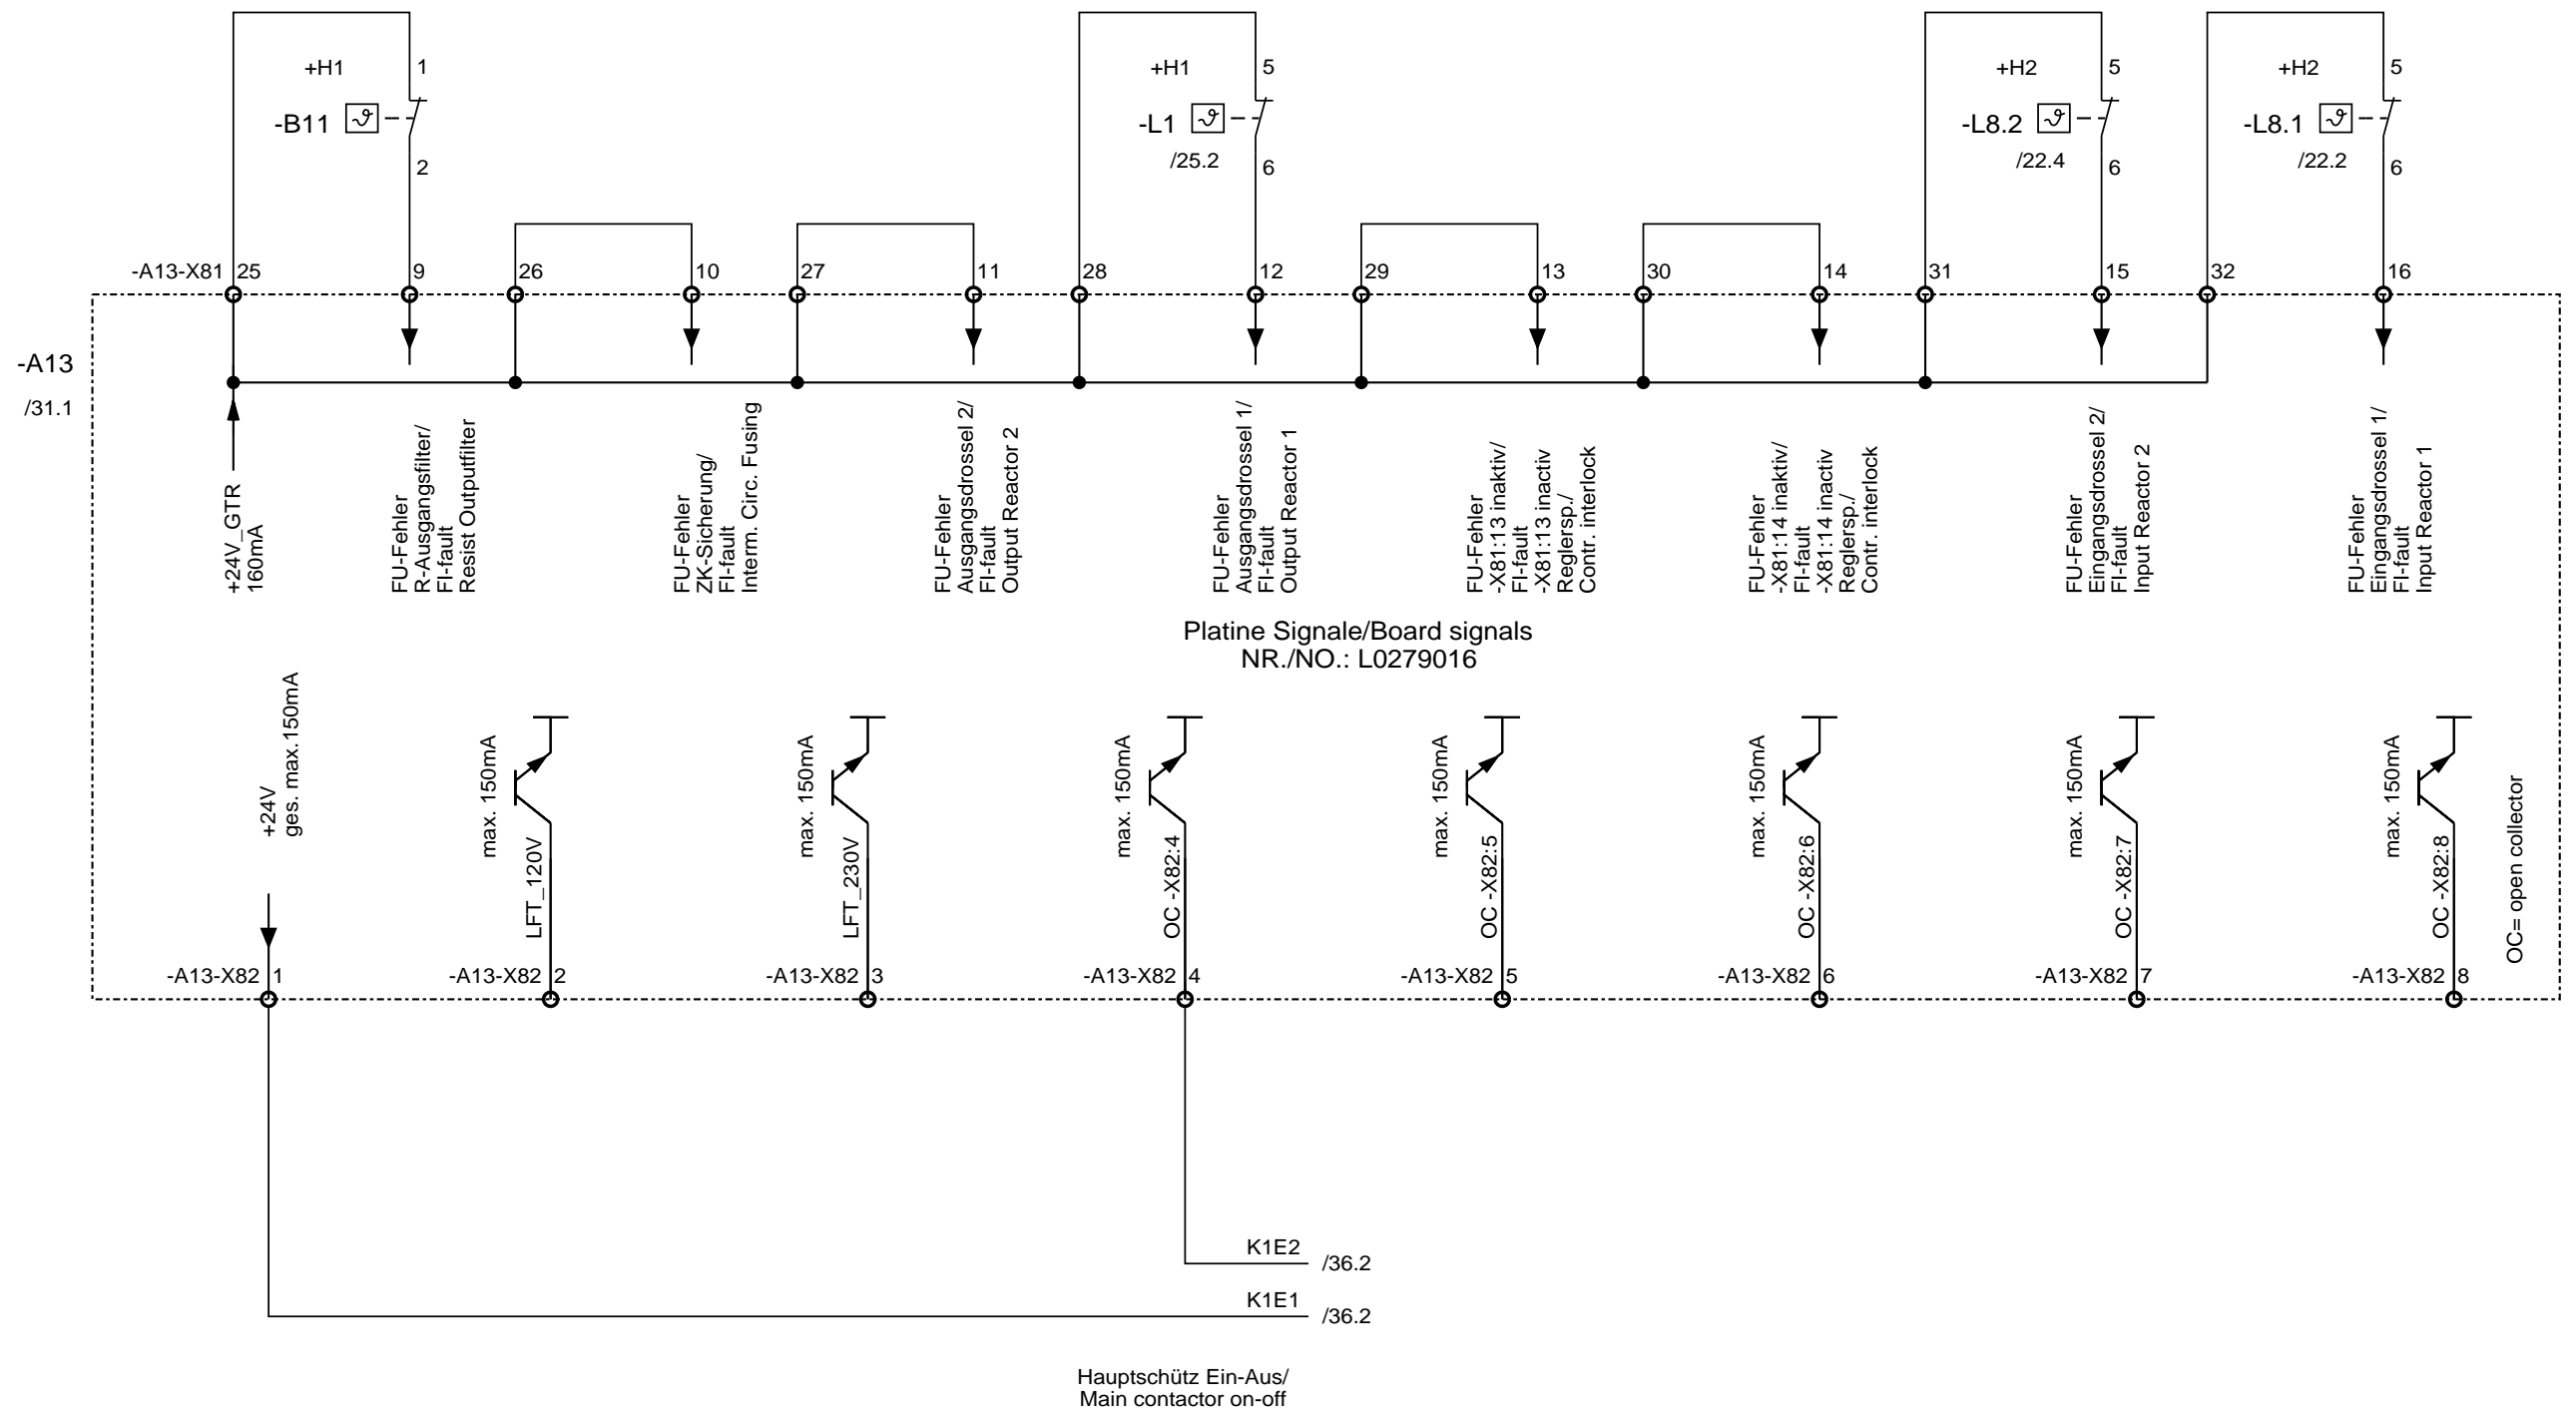 +H1
1
-B11
ϑ
2
+H1
5
-L1
ϑ
/25.2
6
+H2
5
-L8.2
ϑ
/22.4
6
+H2
5
-L8.1
ϑ
/22.2
6
-A13-X81
25
9
26
10
27
11
28
12
29
13
30
14
31
15
32
16
-A13
/31.1
+24V_GTR
160mA
FU-Fehler
R-Ausgangsfilter/
FI-fault
Resist Outputfilter
FU-Fehler
ZK-Sicherung/
FI-fault
Interm. Circ. Fusing
FU-Fehler
Ausgangsdrossel 2/
FI-fault
Output Reactor 2
FU-Fehler
Ausgangsdrossel 1/
FI-fault
Output Reactor 1
FU-Fehler
-X81:13 inaktiv/
FI-fault
-X81:13 inactiv
Reglersp./
Contr. interlock
FU-Fehler
-X81:14 inaktiv/
FI-fault
-X81:14 inactiv
Reglersp./
Contr. interlock
FU-Fehler
Eingangsdrossel 2/
FI-fault
Input Reactor 2
FU-Fehler
Eingangsdrossel 1/
FI-fault
Input Reactor 1
Platine Signale/Board signals
NR./NO.: L0279016
+24V
ges. max.150mA
max. 150mA
LFT_120V
max. 150mA
LFT_230V
max. 150mA
OC -X82:4
max. 150mA
OC -X82:5
max. 150mA
OC -X82:6
max. 150mA
OC -X82:7
max. 150mA
OC -X82:8
OC= open collector
-A13-X82 1
-A13-X82 2
-A13-X82 3
-A13-X82 4
-A13-X82 5
-A13-X82 6
-A13-X82 7
-A13-X82 8
K1E2 /36.2
K1E1 /36.2
Hauptschütz Ein-Aus/
Main contactor on-off